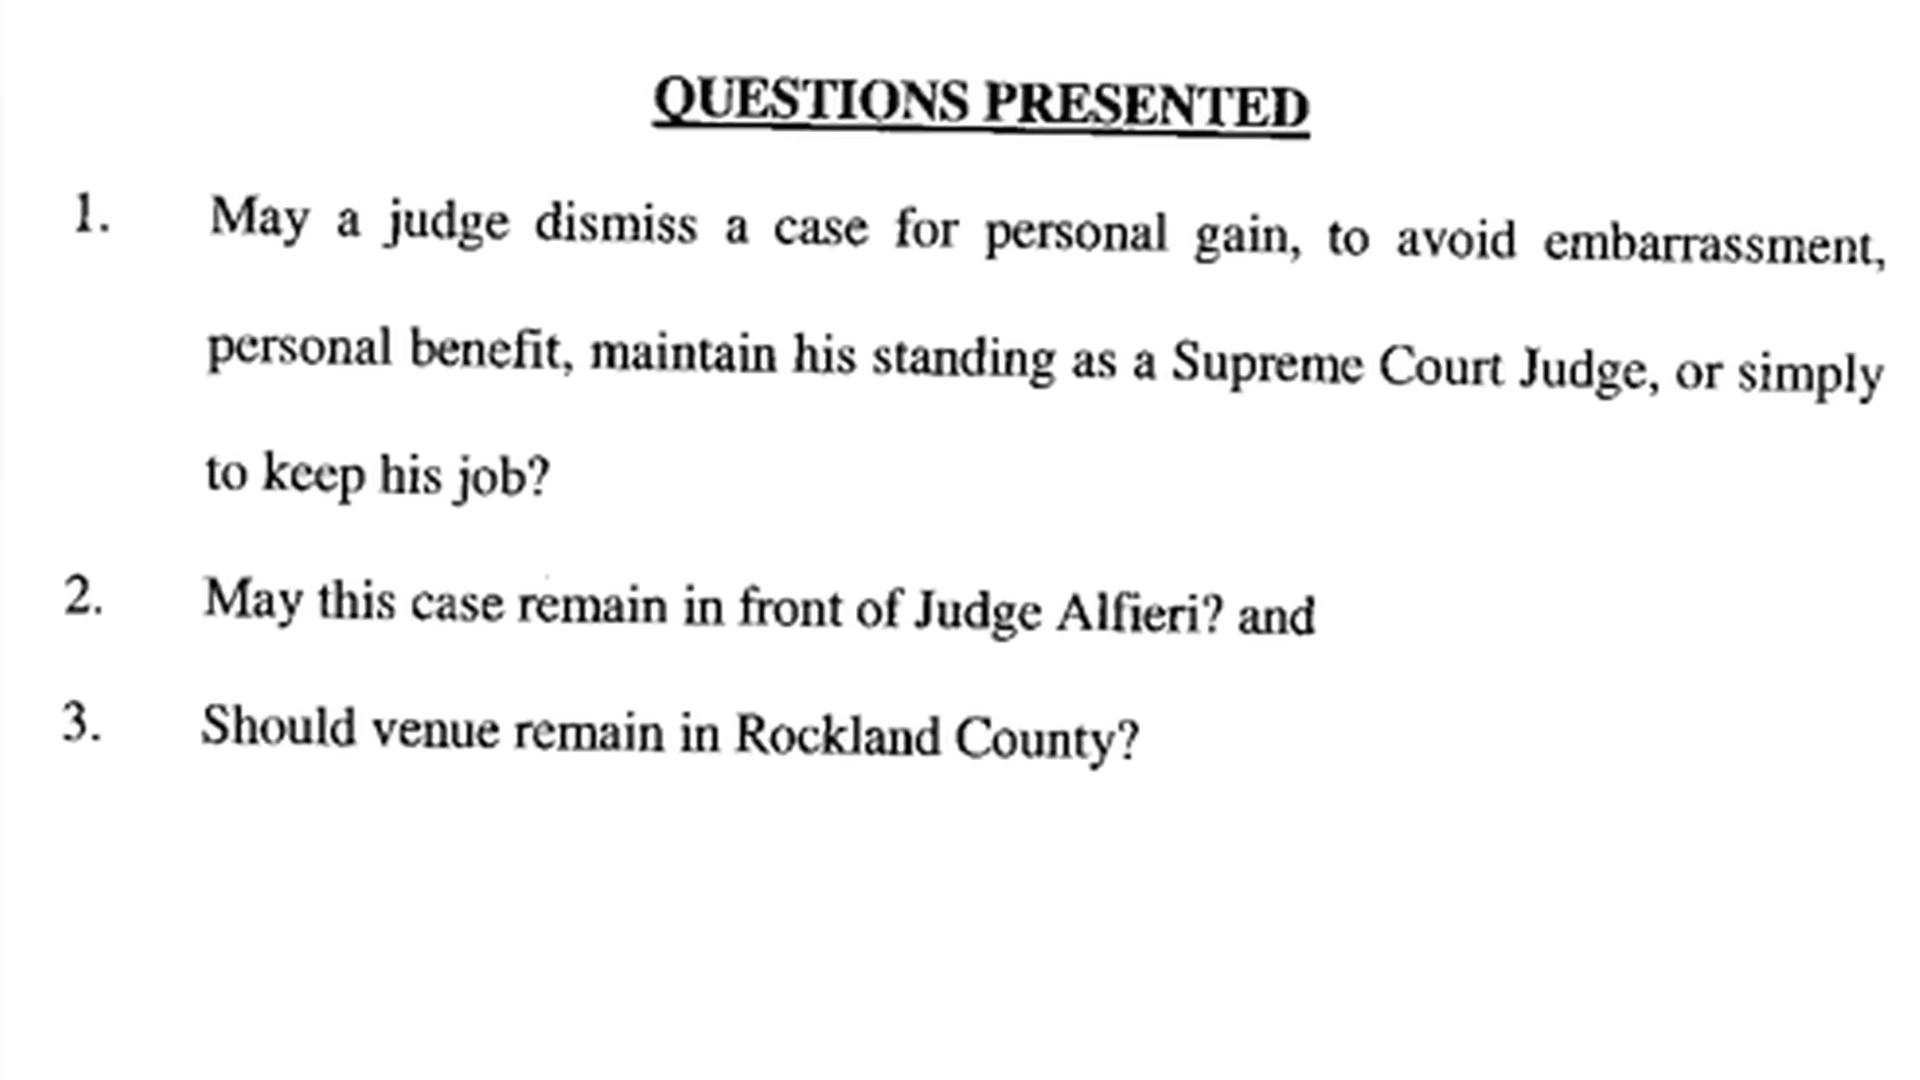 QUESTIONS PRESENTED
1. May a judge dismiss a case for personal gain, to avoid embarrassment,
personal benefit, maintain his standing as a Supreme Court Judge, or simply
to keep his job?
2. May this case remain in front of Judge Alfieri? and
3. Should venue remain in Rockland County?